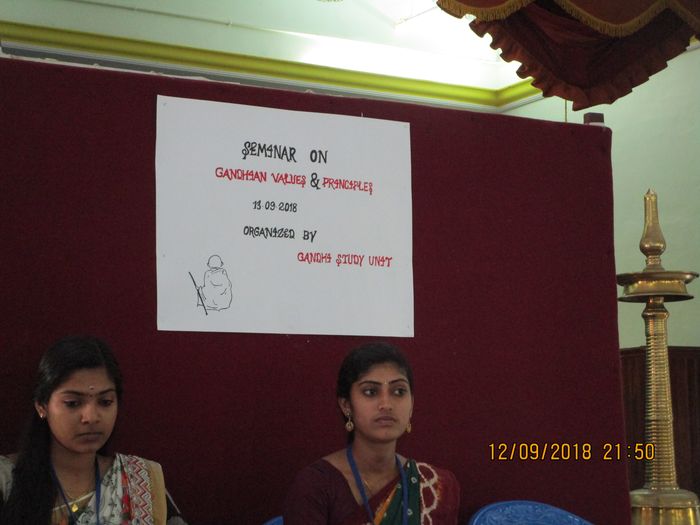 SEMINAR ON
GANDHIAN VALUES & PRINCIPLES
13.09.2018
ORGANIZED BY
GANDHI STUDY UNIT
12/09/2018 21:50